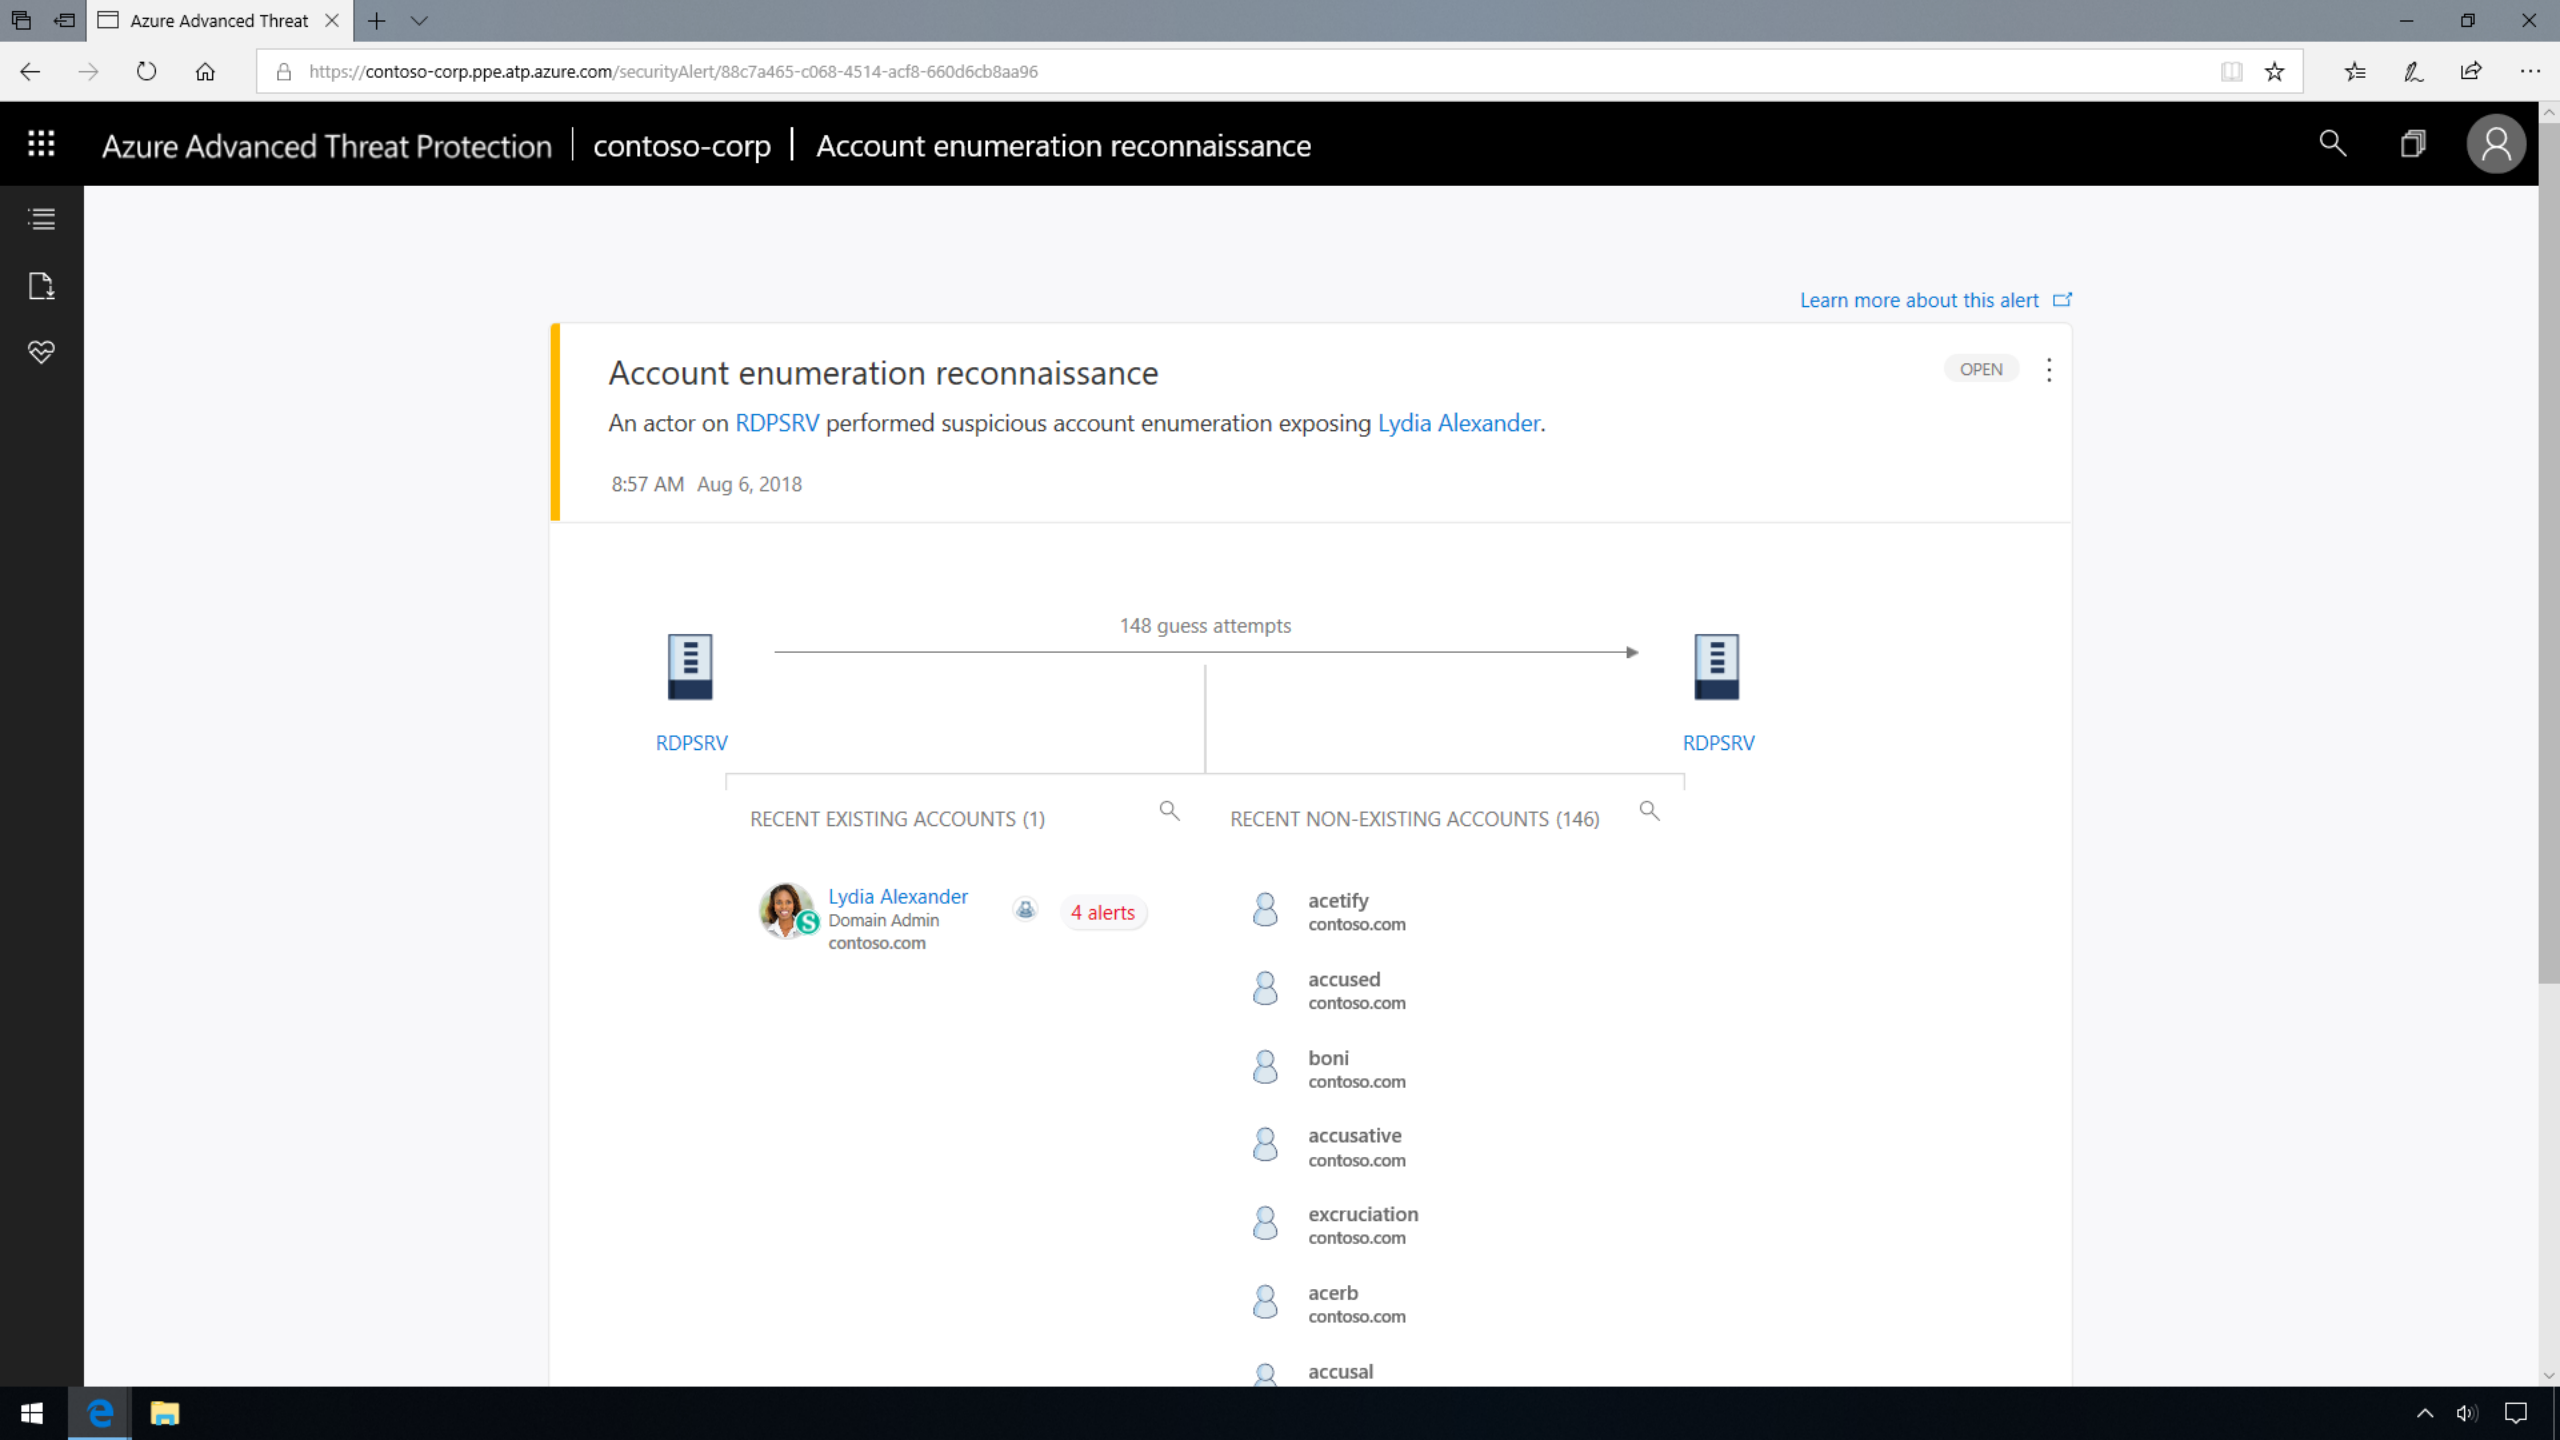 Azure Advanced Threat
https://contoso-corp.ppe.atp.azure.com/securityAlert/88c7a465-c068-4514-acf8-660d6cb8aa96
Azure Advanced Threat Protection | contoso-corp | Account enumeration reconnaissance
Learn more about this alert
Account enumeration reconnaissance
OPEN
An actor on RDPSRV performed suspicious account enumeration exposing Lydia Alexander.
8:57 AM Aug 6, 2018
148 guess attempts
RDPSRV
RDPSRV
RECENT EXISTING ACCOUNTS (1)
RECENT NON-EXISTING ACCOUNTS (146)
Lydia Alexander
Domain Admin
contoso.com
S
4 alerts
acetify
contoso.com
accused
contoso.com
boni
contoso.com
accusative
contoso.com
excruciation
contoso.com
acerb
contoso.com
accusal